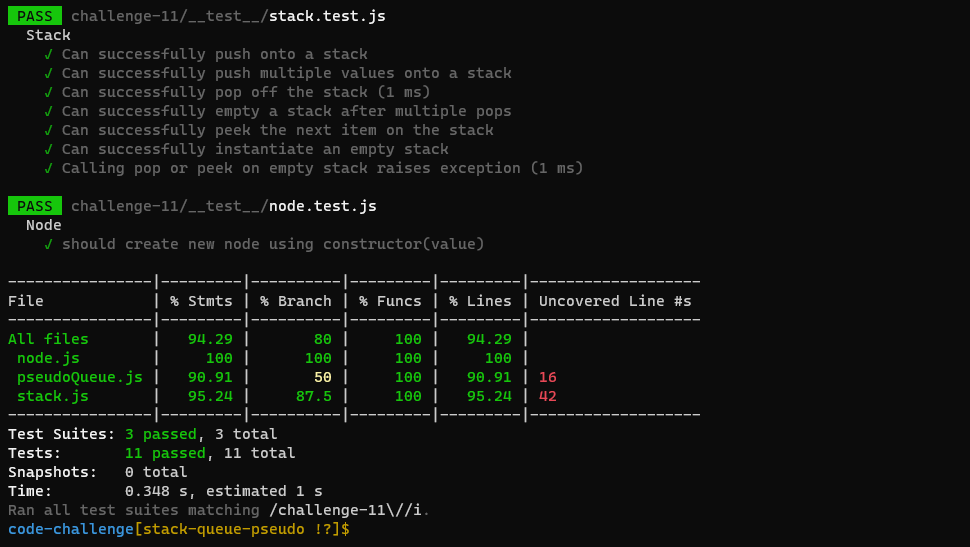 PASS challenge-11/__test__/stack.test.js
Stack
√ Can successfully push onto a stack
√ Can successfully push multiple values onto a stack
√ Can successfully pop off the stack (1 ms)
√ Can successfully empty a stack after multiple pops
√ Can successfully peek the next item on the stack
√ Can successfully instantiate an empty stack
√ Calling pop or peek on empty stack raises exception (1 ms)
PASS challenge-11/__test__/node.test.js
Node
√ should create new node using constructor(value)
----------------|---------|----------|---------|---------|-------------------
File            | % Stmts | % Branch | % Funcs | % Lines | Uncovered Line #s
----------------|---------|----------|---------|---------|-------------------
All files       |   94.29 |       80 |     100 |   94.29 |
 node.js        |     100 |      100 |     100 |     100 |
 pseudoQueue.js |   90.91 |       50 |     100 |   90.91 | 16
 stack.js       |   95.24 |     87.5 |     100 |   95.24 | 42
----------------|---------|----------|---------|---------|-------------------
Test Suites: 3 passed, 3 total
Tests:       11 passed, 11 total
Snapshots:   0 total
Time:        0.348 s, estimated 1 s
Ran all test suites matching /challenge-11\//i.
code-challenge[stack-queue-pseudo !?]$